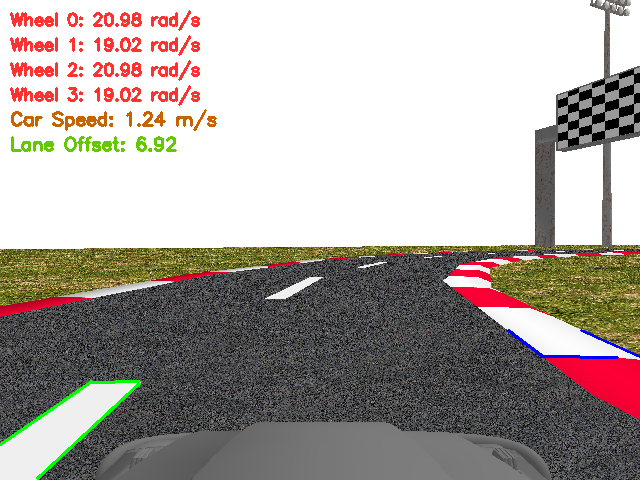 Wheel 0: 20.98 rad/s
Wheel 1: 19.02 rad/s
Wheel 2: 20.98 rad/s
Wheel 3: 19.02 rad/s
Car Speed: 1.24 m/s
Lane Offset: 6.92